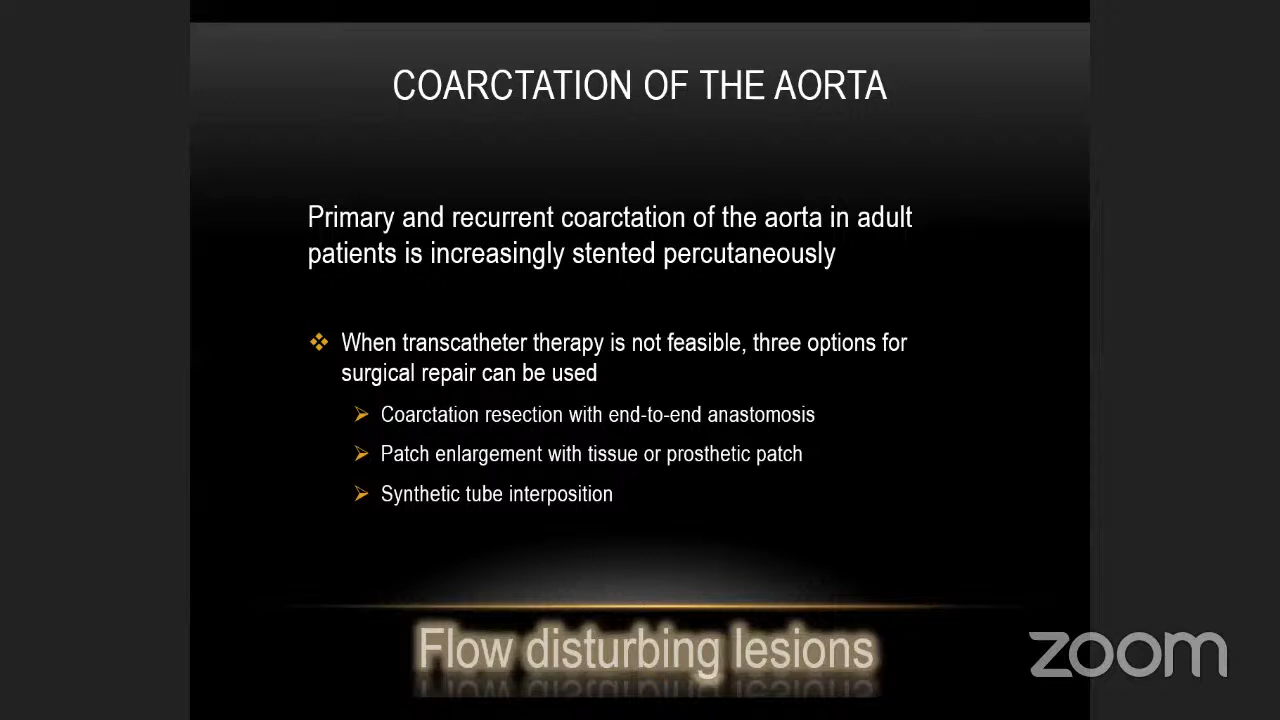 COARCTATION OF THE AORTA
Primary and recurrent coarctation of the aorta in adult
patients is increasingly stented percutaneously
When transcatheter therapy is not feasible, three options for
surgical repair can be used
Coarctation resection with end-to-end anastomosis
Patch enlargement with tissue or prosthetic patch
Synthetic tube interposition
Flow disturbing lesions
zoom